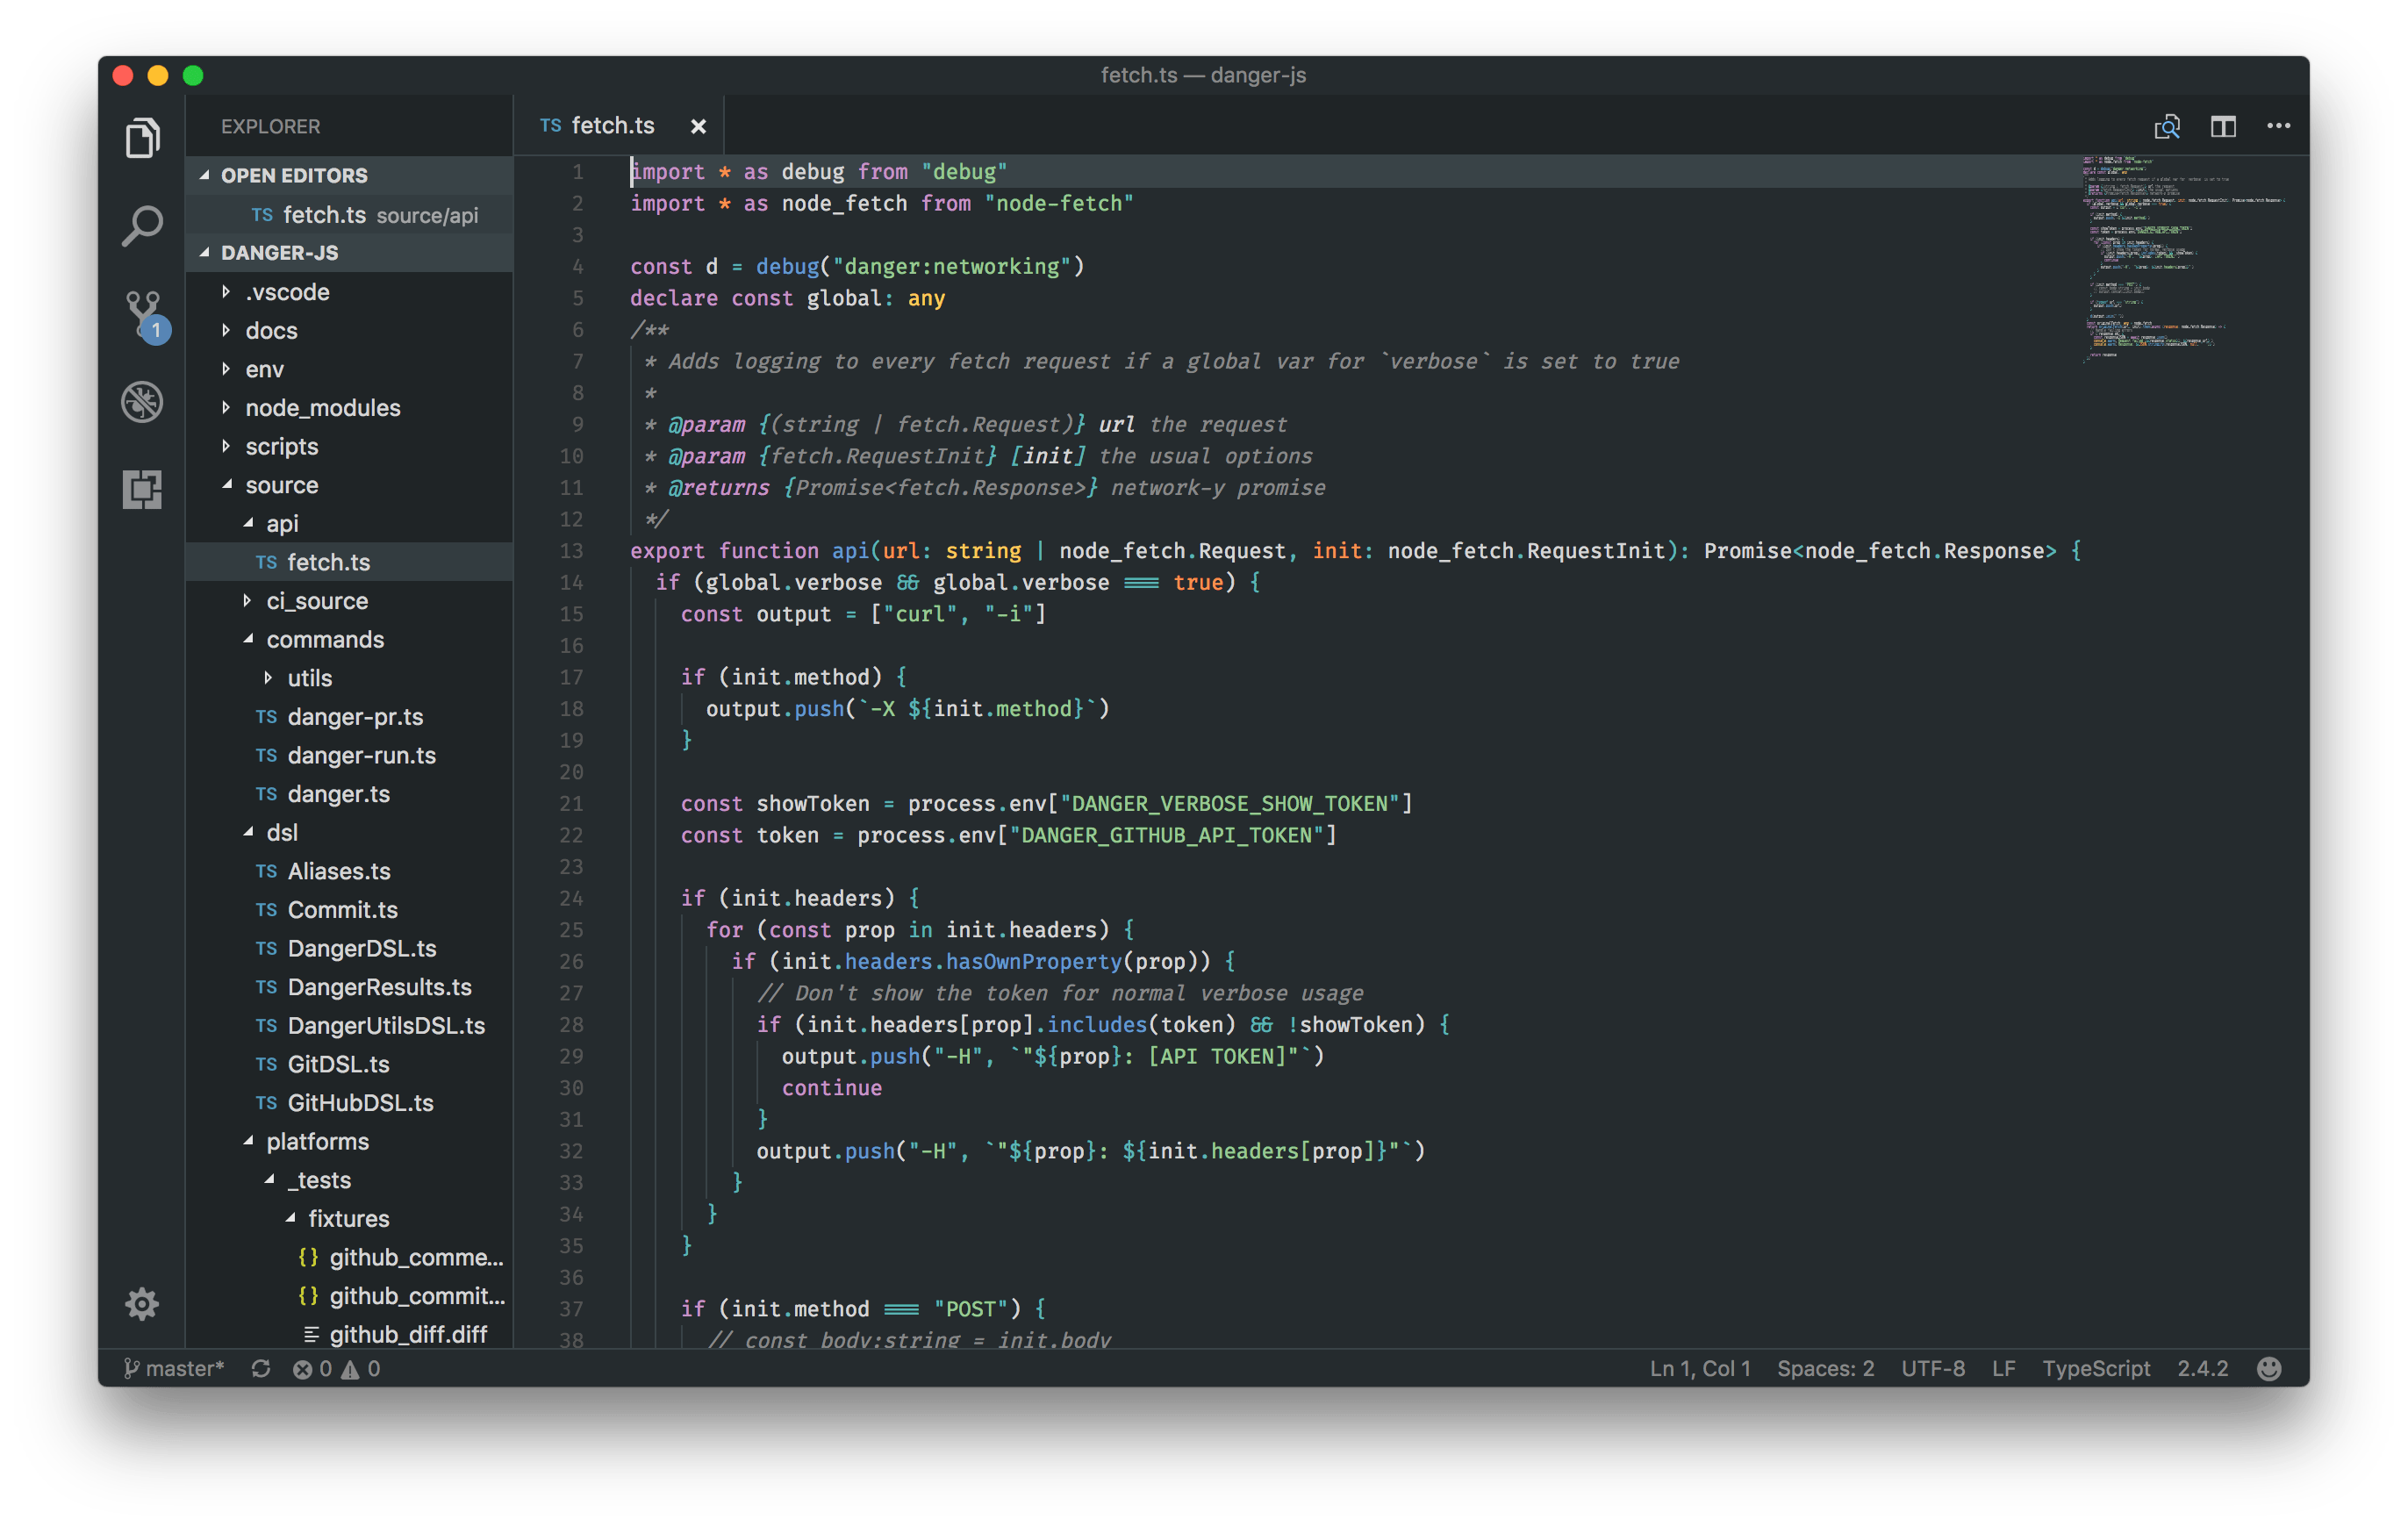 fetch.ts — danger-js
EXPLORER
OPEN EDITORS
TS fetch.ts source/api
DANGER-JS
.vscode
docs
1
env
node_modules
scripts
source
api
TS fetch.ts
ci_source
commands
utils
TS danger-pr.ts
TS danger-run.ts
TS danger.ts
dsl
TS Aliases.ts
TS Commit.ts
TS DangerDSL.ts
TS DangerResults.ts
TS DangerUtilsDSL.ts
TS GitDSL.ts
TS GitHubDSL.ts
platforms
_tests
fixtures
{} github_comme...
{} github_commit...
github_diff.diff
TS fetch.ts ×
1 import * as debug from "debug"
2 import * as node_fetch from "node-fetch"
3
4 const d = debug("danger:networking")
5 declare const global: any
6 /**
7  * Adds logging to every fetch request if a global var for `verbose` is set to true
8  *
9  * @param {(string | fetch.Request)} url the request
10  * @param {fetch.RequestInit} [init] the usual options
11  * @returns {Promise<fetch.Response>} network-y promise
12  */
13 export function api(url: string | node_fetch.Request, init: node_fetch.RequestInit): Promise<node_fetch.Response> {
14   if (global.verbose && global.verbose === true) {
15     const output = ["curl", "-i"]
16
17     if (init.method) {
18       output.push(`-X ${init.method}`)
19     }
20
21     const showToken = process.env["DANGER_VERBOSE_SHOW_TOKEN"]
22     const token = process.env["DANGER_GITHUB_API_TOKEN"]
23
24     if (init.headers) {
25       for (const prop in init.headers) {
26         if (init.headers.hasOwnProperty(prop)) {
27           // Don't show the token for normal verbose usage
28           if (init.headers[prop].includes(token) && !showToken) {
29             output.push("-H", `"${prop}: [API TOKEN]"`)
30             continue
31           }
32           output.push("-H", `"${prop}: ${init.headers[prop]}"`)
33         }
34       }
35     }
36
37     if (init.method === "POST") {
38       // const body:string = init.body
master* 0 0
Ln 1, Col 1 Spaces: 2 UTF-8 LF TypeScript 2.4.2